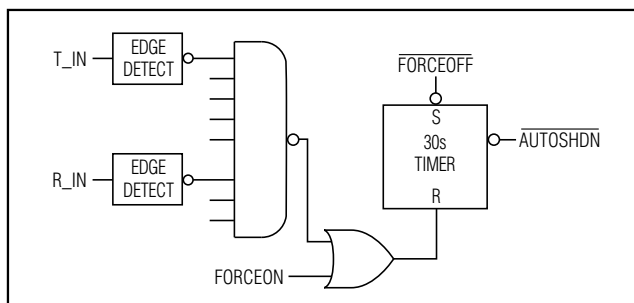 T_IN
EDGE
DETECT
R_IN
EDGE
DETECT
FORCEON
FORCEOFF
S
30s
TIMER
R
AUTOSHDN